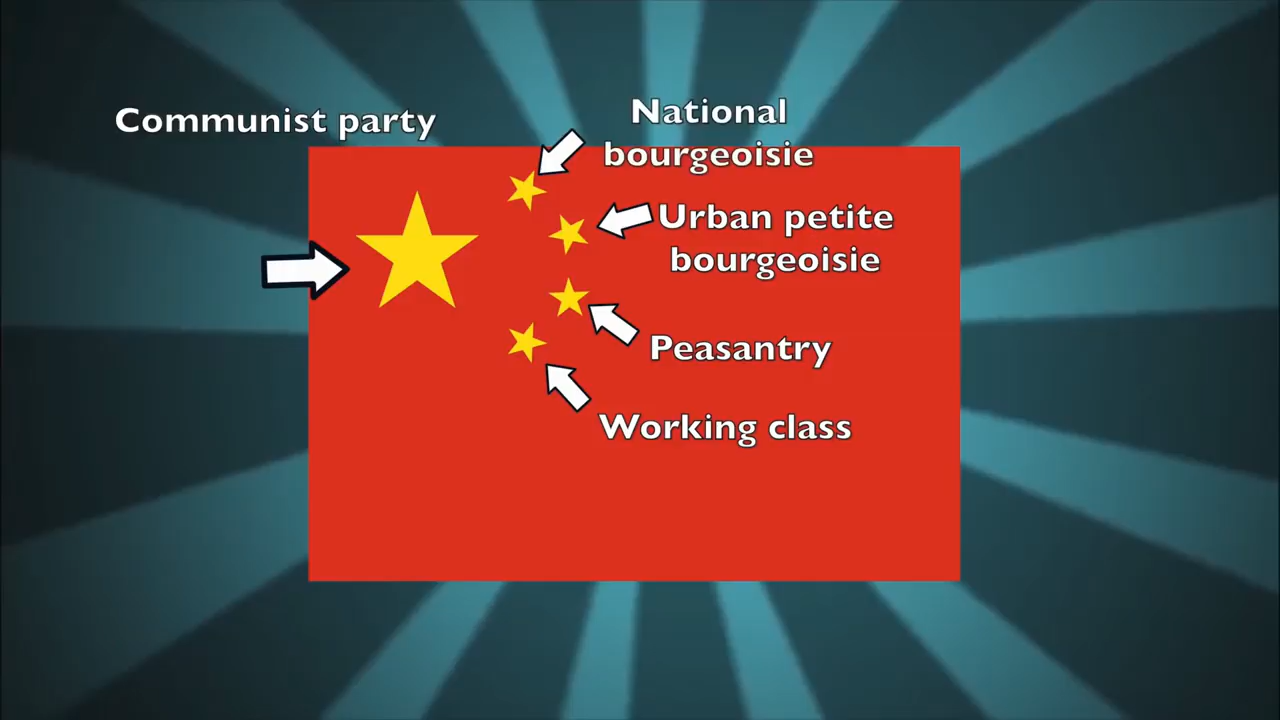 Communist party
National
bourgeoisie
Urban petite
bourgeoisie
Peasantry
Working class